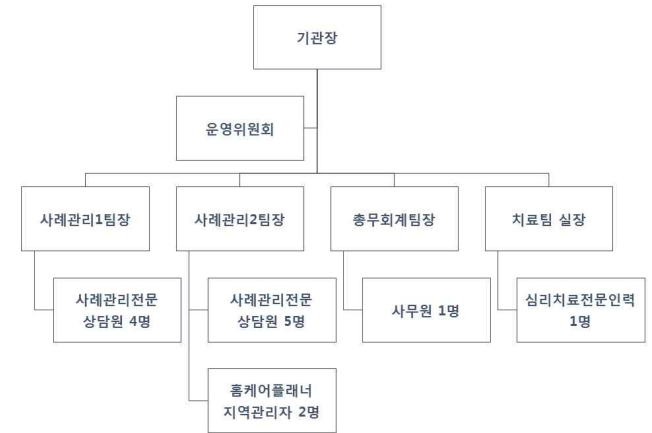 기관장
운영위원회
사례관리1팀장
사례관리2팀장
총무회계팀장
치료팀 실장
사례관리전문
상담원 4명
사례관리전문
상담원 5명
사무원 1명
심리치료전문인력
1명
홈케어플래너
지역관리자 2명